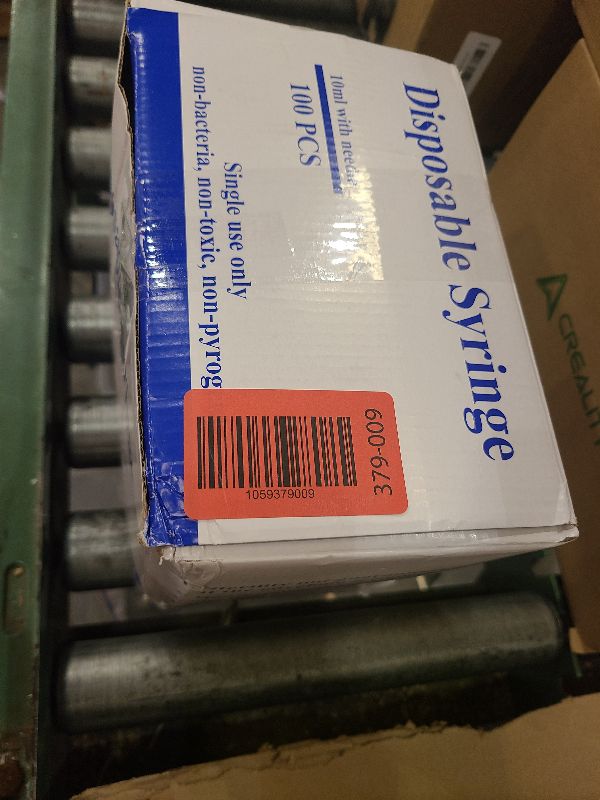 Disposable Syringe
10ml with needle
100 PCS
Single use only
non-bacteria, non-toxic, non-pyrog
1059379009
379-009
CREALITY